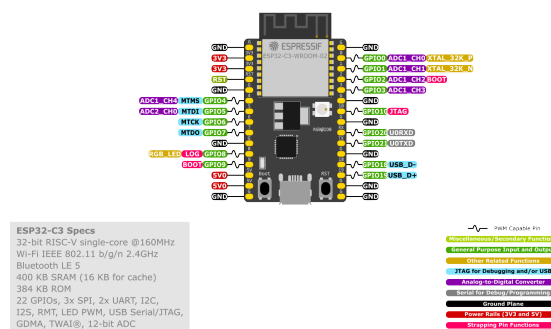 GND GND
3V3 GPIO0 ADC1_CH0 XTAL_32K_P
3V3 GPIO1 ADC1_CH1 XTAL_32K_N
RST GPIO2 ADC1_CH2 BOOT
GND GPIO3 ADC1_CH3
ADC1_CH4 MTMS GPIO4 GND
ADC2_CH0 MTDI GPIO5 GPIO10 JTAG
MTCK GPIO6 GND
MTDO GPIO7 GPIO20 U0RXD
GND GPIO21 U0TXD
RGB_LED LOG GPIO8 GND
BOOT GPIO9 GPIO18 USB_D-
5V0 GPIO19 USB_D+
5V0 GND
GND GND
ESPRESSIF
ESP32-C3-WROOM-02
Boot RST
ESP32-C3 Specs
32-bit RISC-V single-core @160MHz
Wi-Fi IEEE 802.11 b/g/n 2.4GHz
Bluetooth LE 5
400 KB SRAM (16 KB for cache)
384 KB ROM
22 GPIOs, 3x SPI, 2x UART, I2C,
I2S, RMT, LED PWM, USB Serial/JTAG,
GDMA, TWAI®, 12-bit ADC
PWM Capable Pin
Miscellaneous/Secondary Function
General Purpose Input and Outpu
Other Related Functions
JTAG for Debugging and/or USB
Analog-to-Digital Converter
Serial for Debug/Programming
Ground Plane
Power Rails (3V3 and 5V)
Strapping Pin Functions